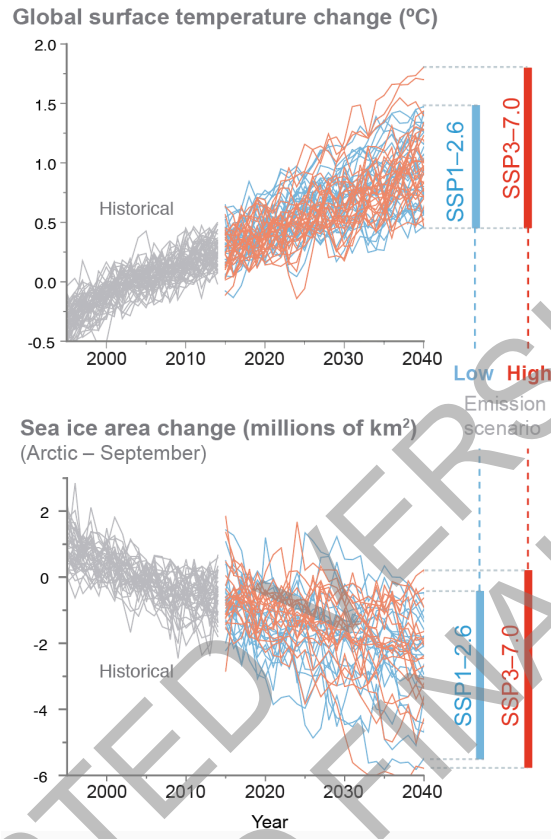 Global surface temperature change (ºC)
2.0
1.5
1.0
0.5
0.0
-0.5
Historical
2000
2010
2020
2030
2040
SSP1–2.6
SSP3–7.0
Low
High
Emission
scenario
Sea ice area change (millions of km²)
(Arctic – September)
2
0
-2
-4
-6
Historical
2000
2010
2020
2030
2040
SSP1–2.6
SSP3–7.0
Year